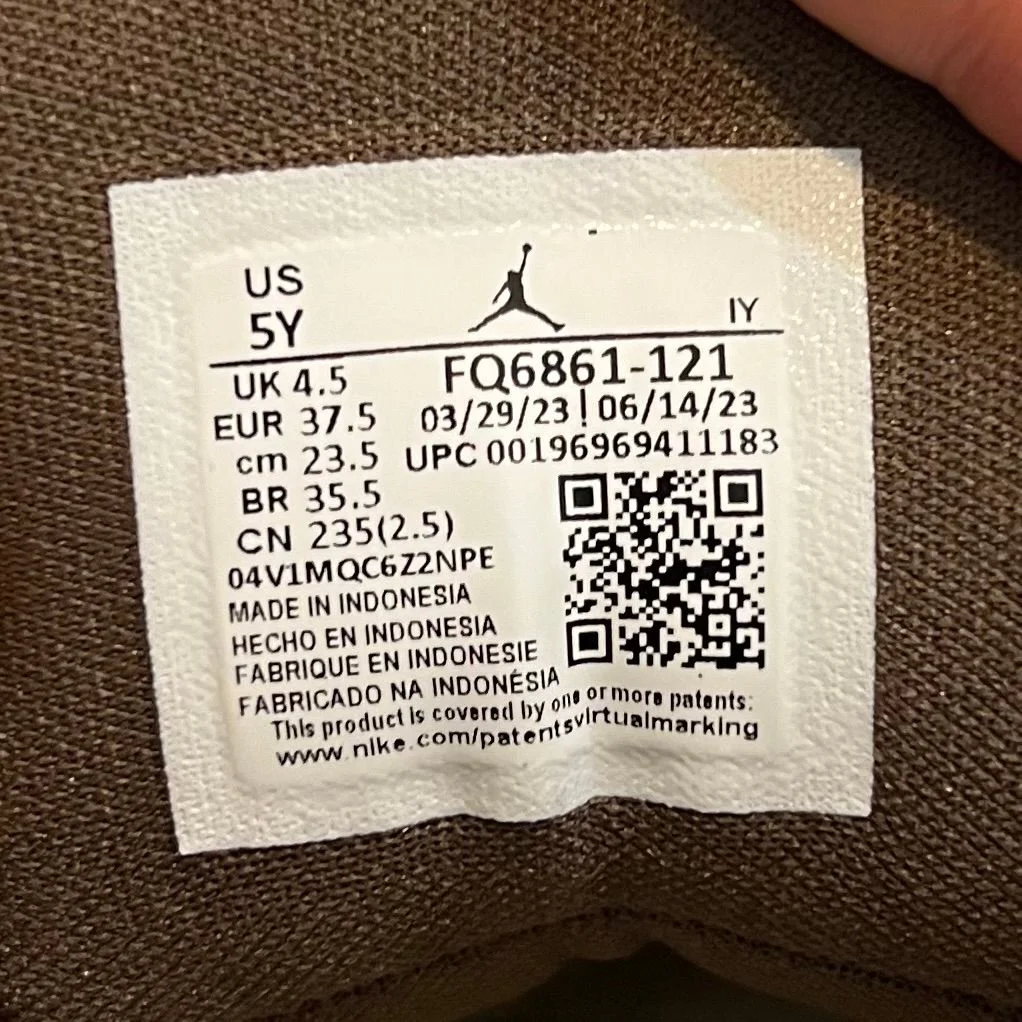 US
5Y
IY
UK 4.5
FQ6861-121
EUR 37.5
03/29/23 | 06/14/23
cm 23.5
UPC 00196969411183
BR 35.5
CN 235(2.5)
04V1MQC6Z2NPE
MADE IN INDONESIA
HECHO EN INDONESIA
FABRIQUE EN INDONESIE
FABRICADO NA INDONÉSIA
This product is covered by one or more patents:
www.nike.com/patentsvirtualmarking